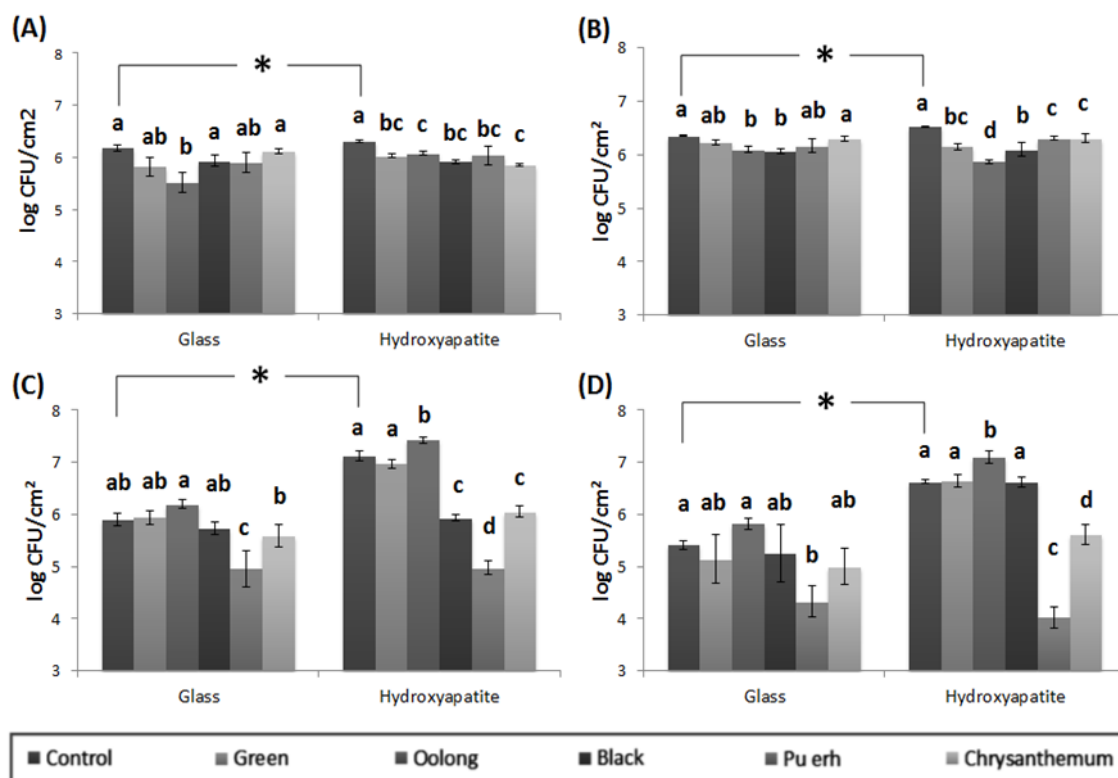 (A)
log CFU/cm2
8
7
6
5
4
3
*
a ab b a ab a
a bc c bc bc c
Glass Hydroxyapatite
(B)
log CFU/cm²
8
7
6
5
4
3
*
a ab b b ab a
a bc d b c c
Glass Hydroxyapatite
(C)
log CFU/cm²
8
7
6
5
4
3
*
ab ab a ab c b
a a b c d c
Glass Hydroxyapatite
(D)
log CFU/cm²
8
7
6
5
4
3
*
a ab a ab b ab
a a b a c d
Glass Hydroxyapatite
Control Green Oolong Black Pu erh Chrysanthemum